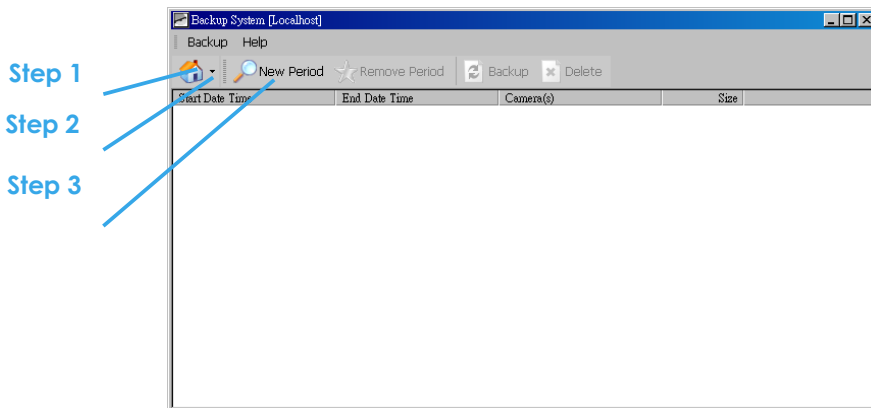 Backup System [Localhost]
Backup Help
Step 1
New Period Remove Period Backup Delete
Start Date Time End Date Time Camera(s) Size
Step 2
Step 3